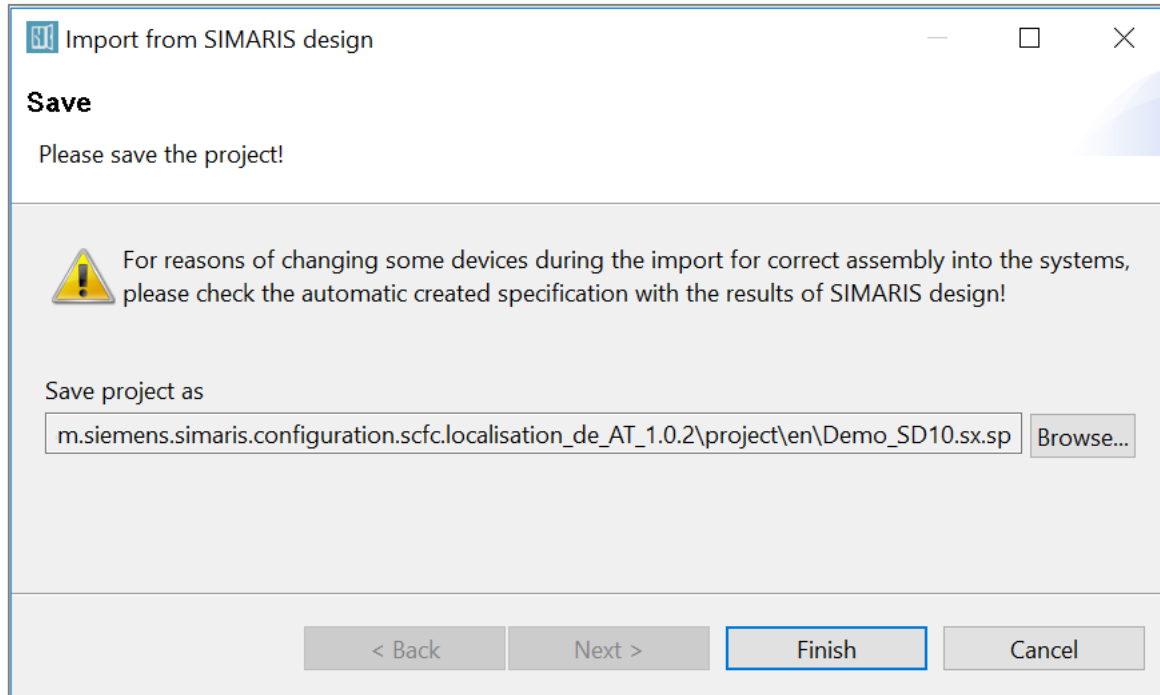 Import from SIMARIS design
Save
Please save the project!
For reasons of changing some devices during the import for correct assembly into the systems,
please check the automatic created specification with the results of SIMARIS design!
Save project as
m.siemens.simaris.configuration.scfc.localisation_de_AT_1.0.2\project\en\Demo_SD10.sx.sp
Browse...
< Back
Next >
Finish
Cancel